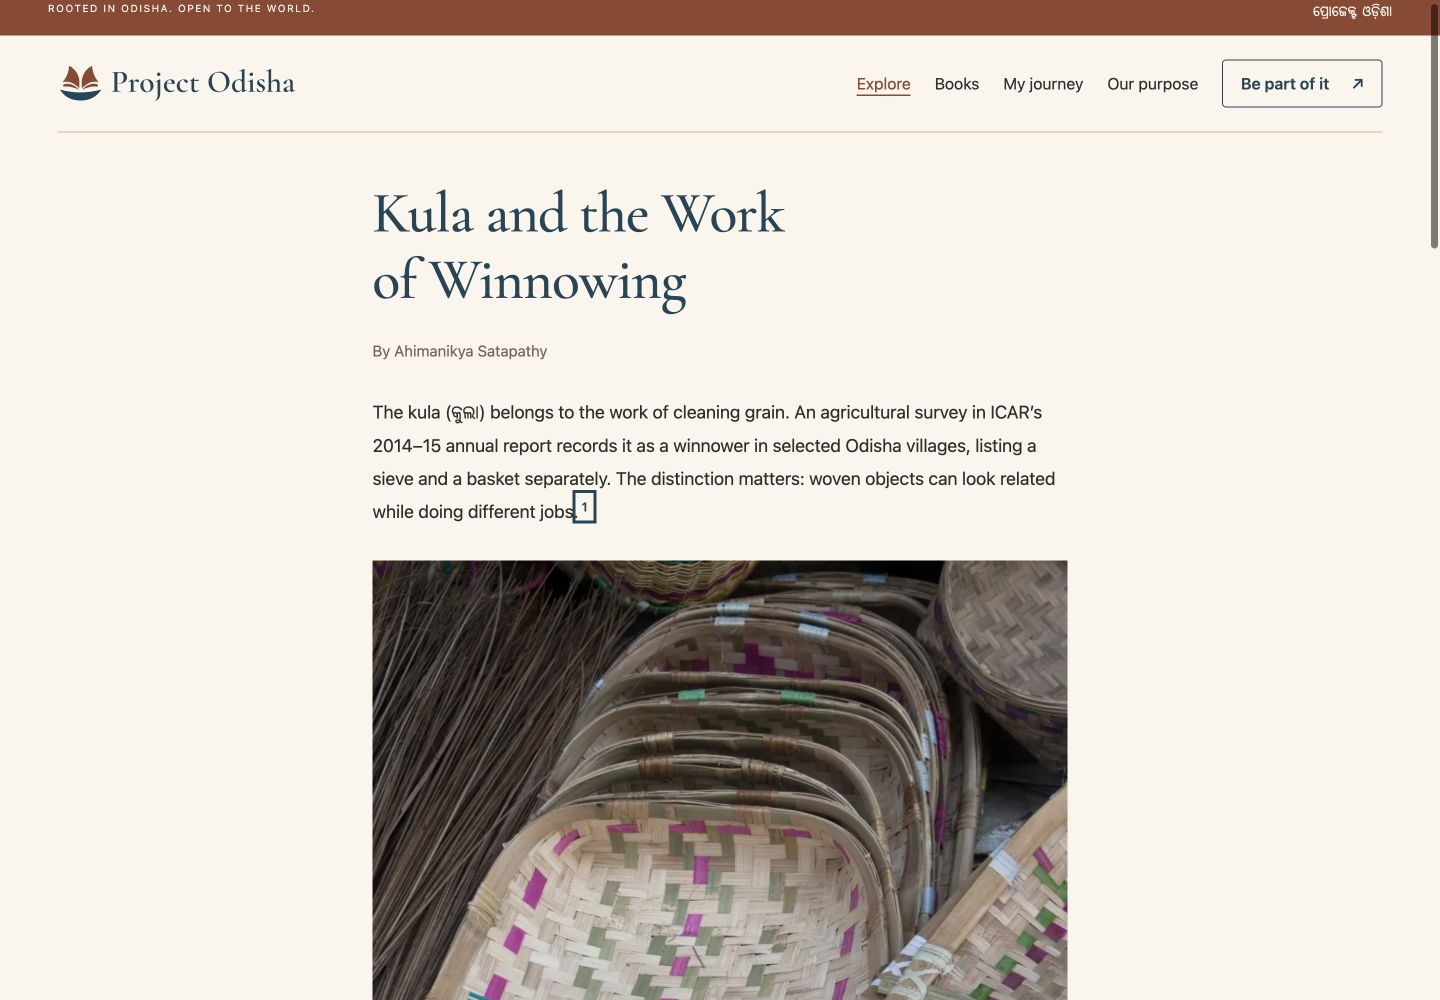 ROOTED IN ODISHA. OPEN TO THE WORLD.
ପ୍ରୋଜେକ୍ଟ ଓଡ଼ିଶା
Project Odisha
Explore
Books
My journey
Our purpose
Be part of it
Kula and the Work
of Winnowing
By Ahimanikya Satapathy
The kula (କୁଲା) belongs to the work of cleaning grain. An agricultural survey in ICAR’s
2014–15 annual report records it as a winnower in selected Odisha villages, listing a
sieve and a basket separately. The distinction matters: woven objects can look related
while doing different jobs.1